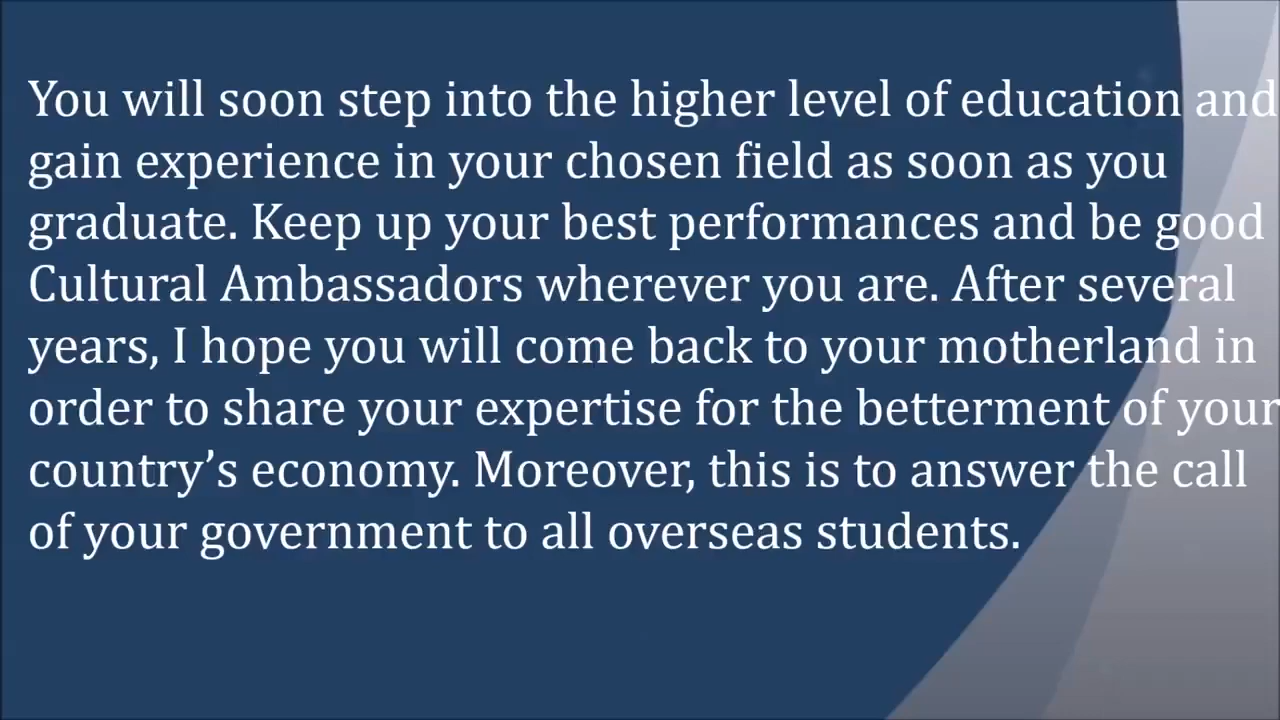 You will soon step into the higher level of education and
gain experience in your chosen field as soon as you
graduate. Keep up your best performances and be good
Cultural Ambassadors wherever you are. After several
years, I hope you will come back to your motherland in
order to share your expertise for the betterment of your
country’s economy. Moreover, this is to answer the call
of your government to all overseas students.